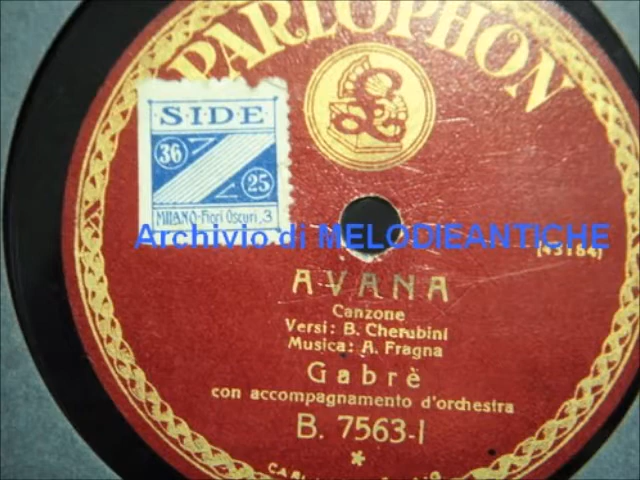 PARLOPHON
SIDE
36
25
MILANO-Fiori Oscuri, 3
Archivio di MELODIEANTICHE
(43184)
AVANA
Canzone
Versi: B. Cherubini
Musica: A. Fragna
Gabrè
con accompagnamento d'orchestra
B. 7563-I
*